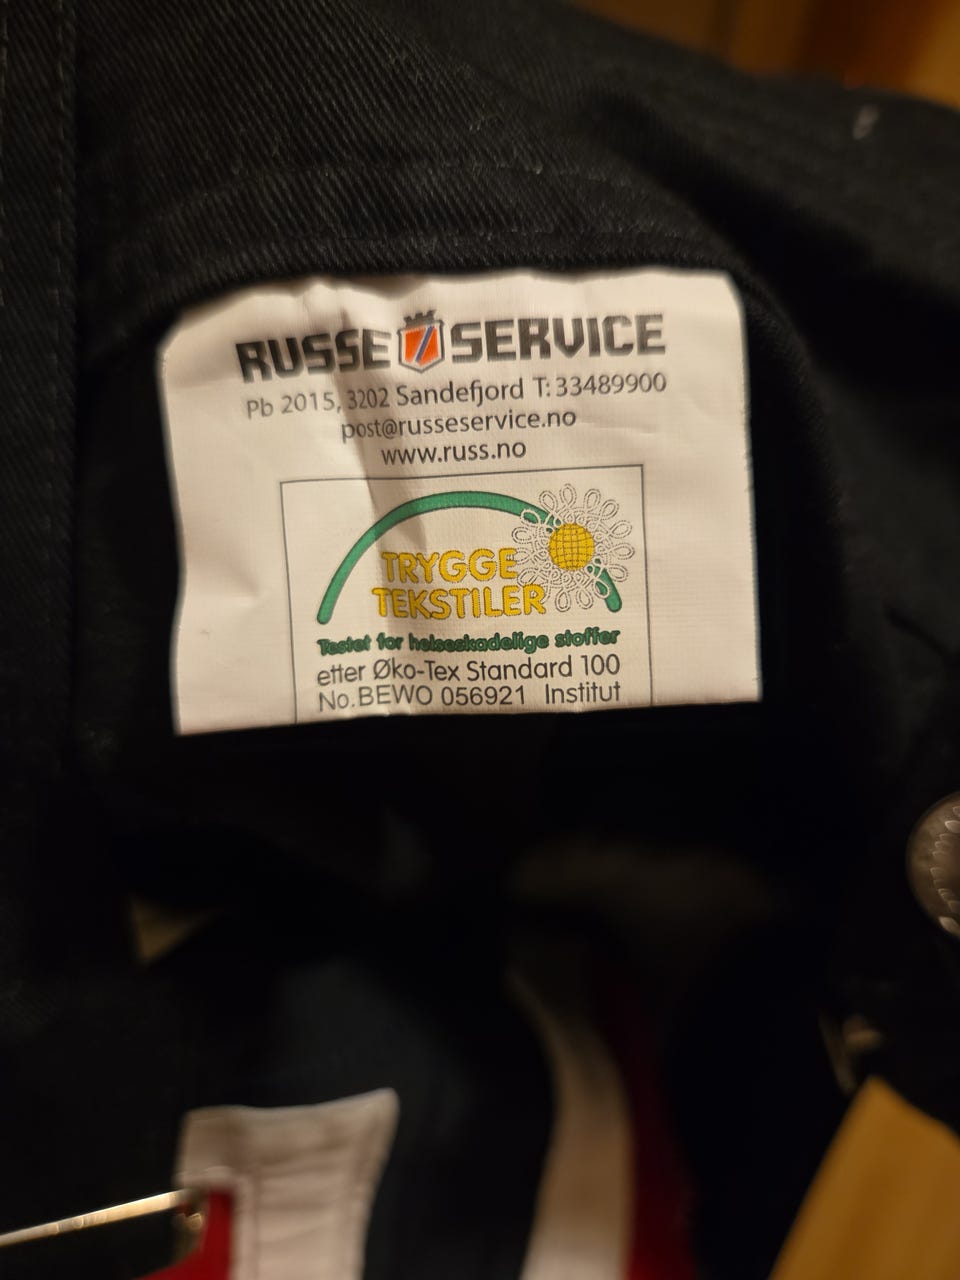 RUSSE SERVICE
Pb 2015, 3202 Sandefjord T: 33489900
post@russeservice.no
www.russ.no
TRYGGE
TEKSTILER
Testet for helseskadelige stoffer
etter Øko-Tex Standard 100
No. BEWO 056921 Institut